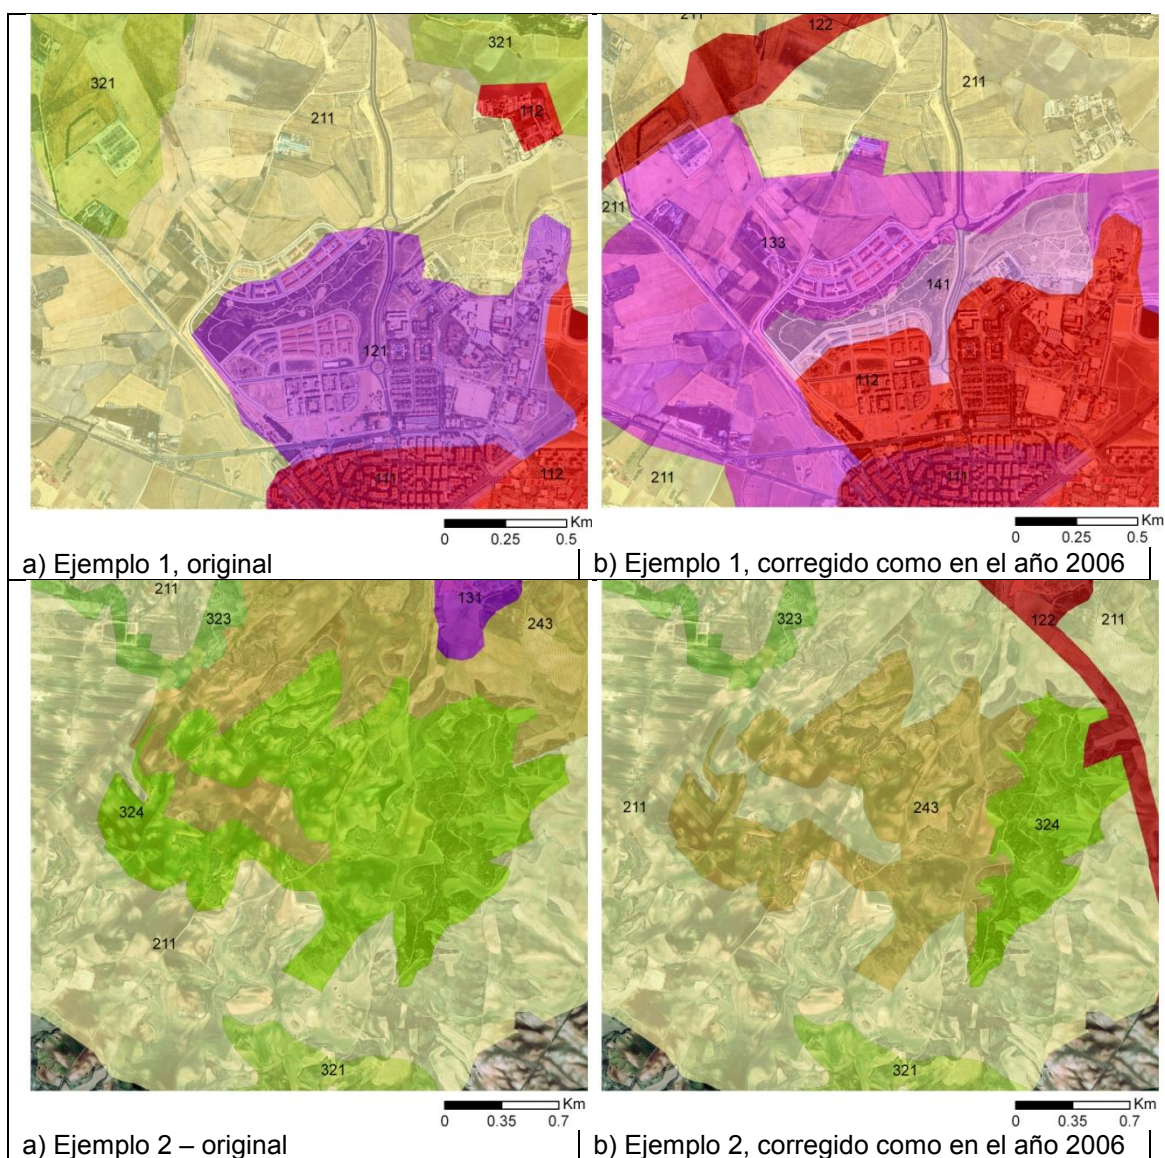 321
321
211
112
121
111
112
Km
0 0.25 0.5
a) Ejemplo 1, original
211
122
211
211
133
141
112
211
111
Km
0 0.25 0.5
b) Ejemplo 1, corregido como en el año 2006
211
323
131
243
324
211
321
Km
0 0.35 0.7
a) Ejemplo 2 – original
323
122
211
211
243
324
321
Km
0 0.35 0.7
b) Ejemplo 2, corregido como en el año 2006